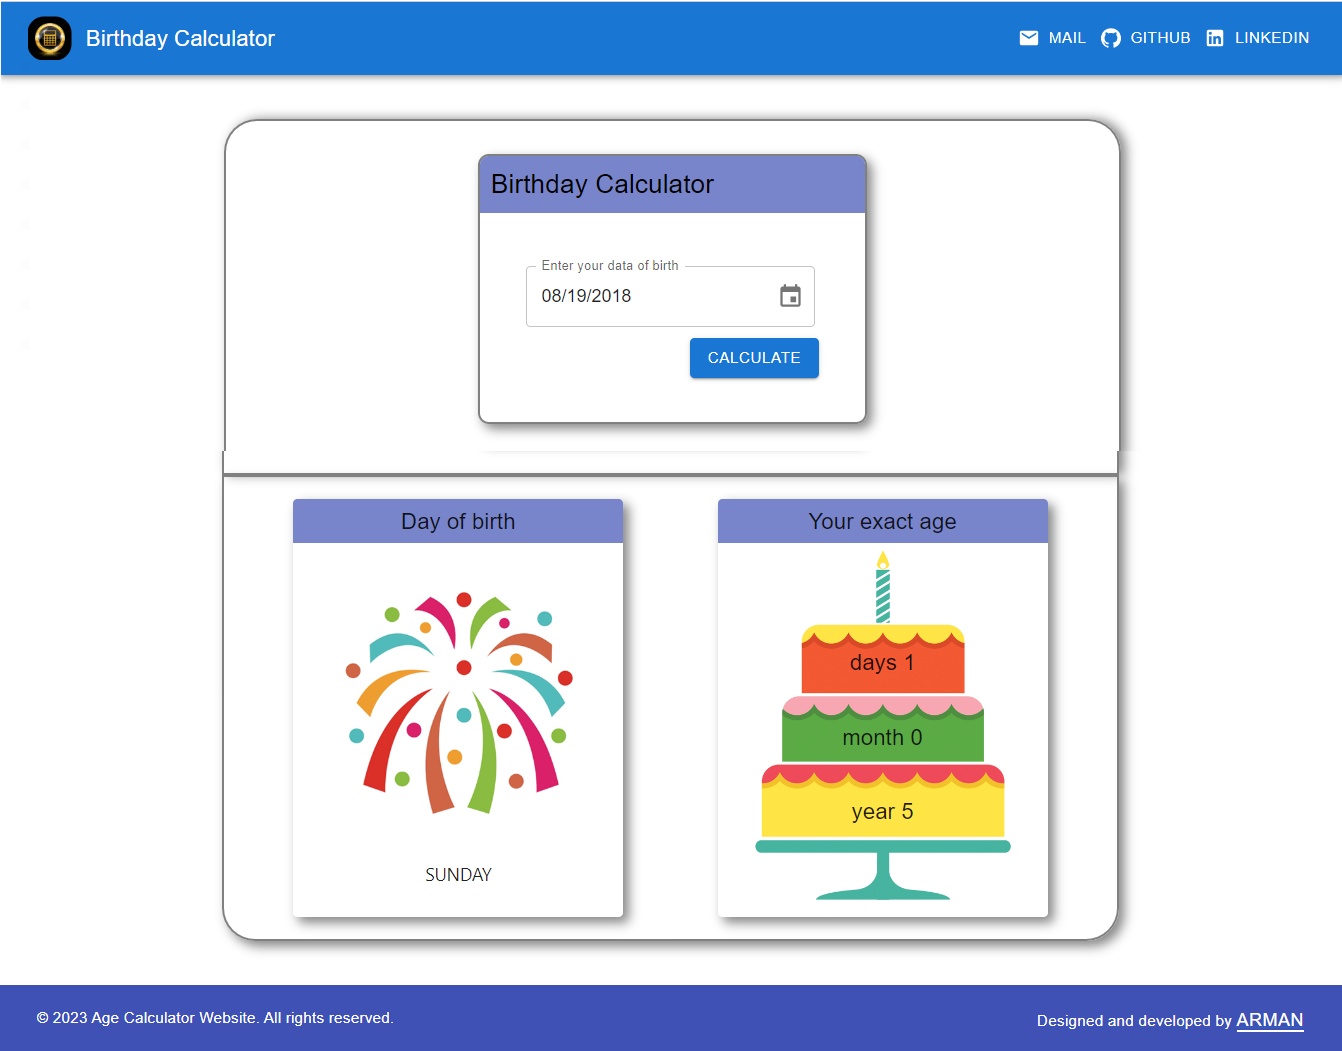 Birthday Calculator
MAIL GITHUB LINKEDIN
Birthday Calculator
Enter your data of birth
08/19/2018
CALCULATE
Day of birth
SUNDAY
Your exact age
days 1
month 0
year 5
© 2023 Age Calculator Website. All rights reserved.
Designed and developed by ARMAN